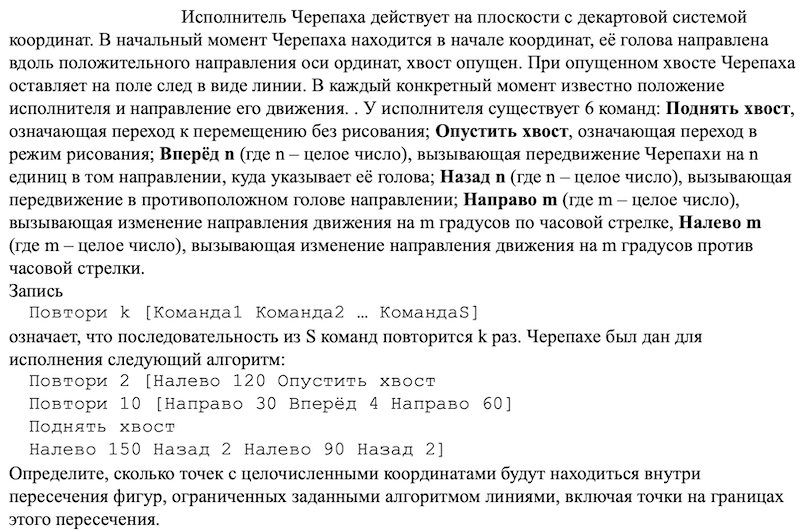 Исполнитель Черепаха действует на плоскости с декартовой системой
координат. В начальный момент Черепаха находится в начале координат, её голова направлена
вдоль положительного направления оси ординат, хвост опущен. При опущенном хвосте Черепаха
оставляет на поле след в виде линии. В каждый конкретный момент известно положение
исполнителя и направление его движения. . У исполнителя существует 6 команд: Поднять хвост,
означающая переход к перемещению без рисования; Опустить хвост, означающая переход в
режим рисования; Вперёд n (где n – целое число), вызывающая передвижение Черепахи на n
единиц в том направлении, куда указывает её голова; Назад n (где n – целое число), вызывающая
передвижение в противоположном голове направлении; Направо m (где m – целое число),
вызывающая изменение направления движения на m градусов по часовой стрелке, Налево m
(где m – целое число), вызывающая изменение направления движения на m градусов против
часовой стрелки.
Запись
Повтори k [Команда1 Команда2 … КомандаS]
означает, что последовательность из S команд повторится k раз. Черепахе был дан для
исполнения следующий алгоритм:
Повтори 2 [Налево 120 Опустить хвост
Повтори 10 [Направо 30 Вперёд 4 Направо 60]
Поднять хвост
Налево 150 Назад 2 Налево 90 Назад 2]
Определите, сколько точек с целочисленными координатами будут находиться внутри
пересечения фигур, ограниченных заданными алгоритмом линиями, включая точки на границах
этого пересечения.